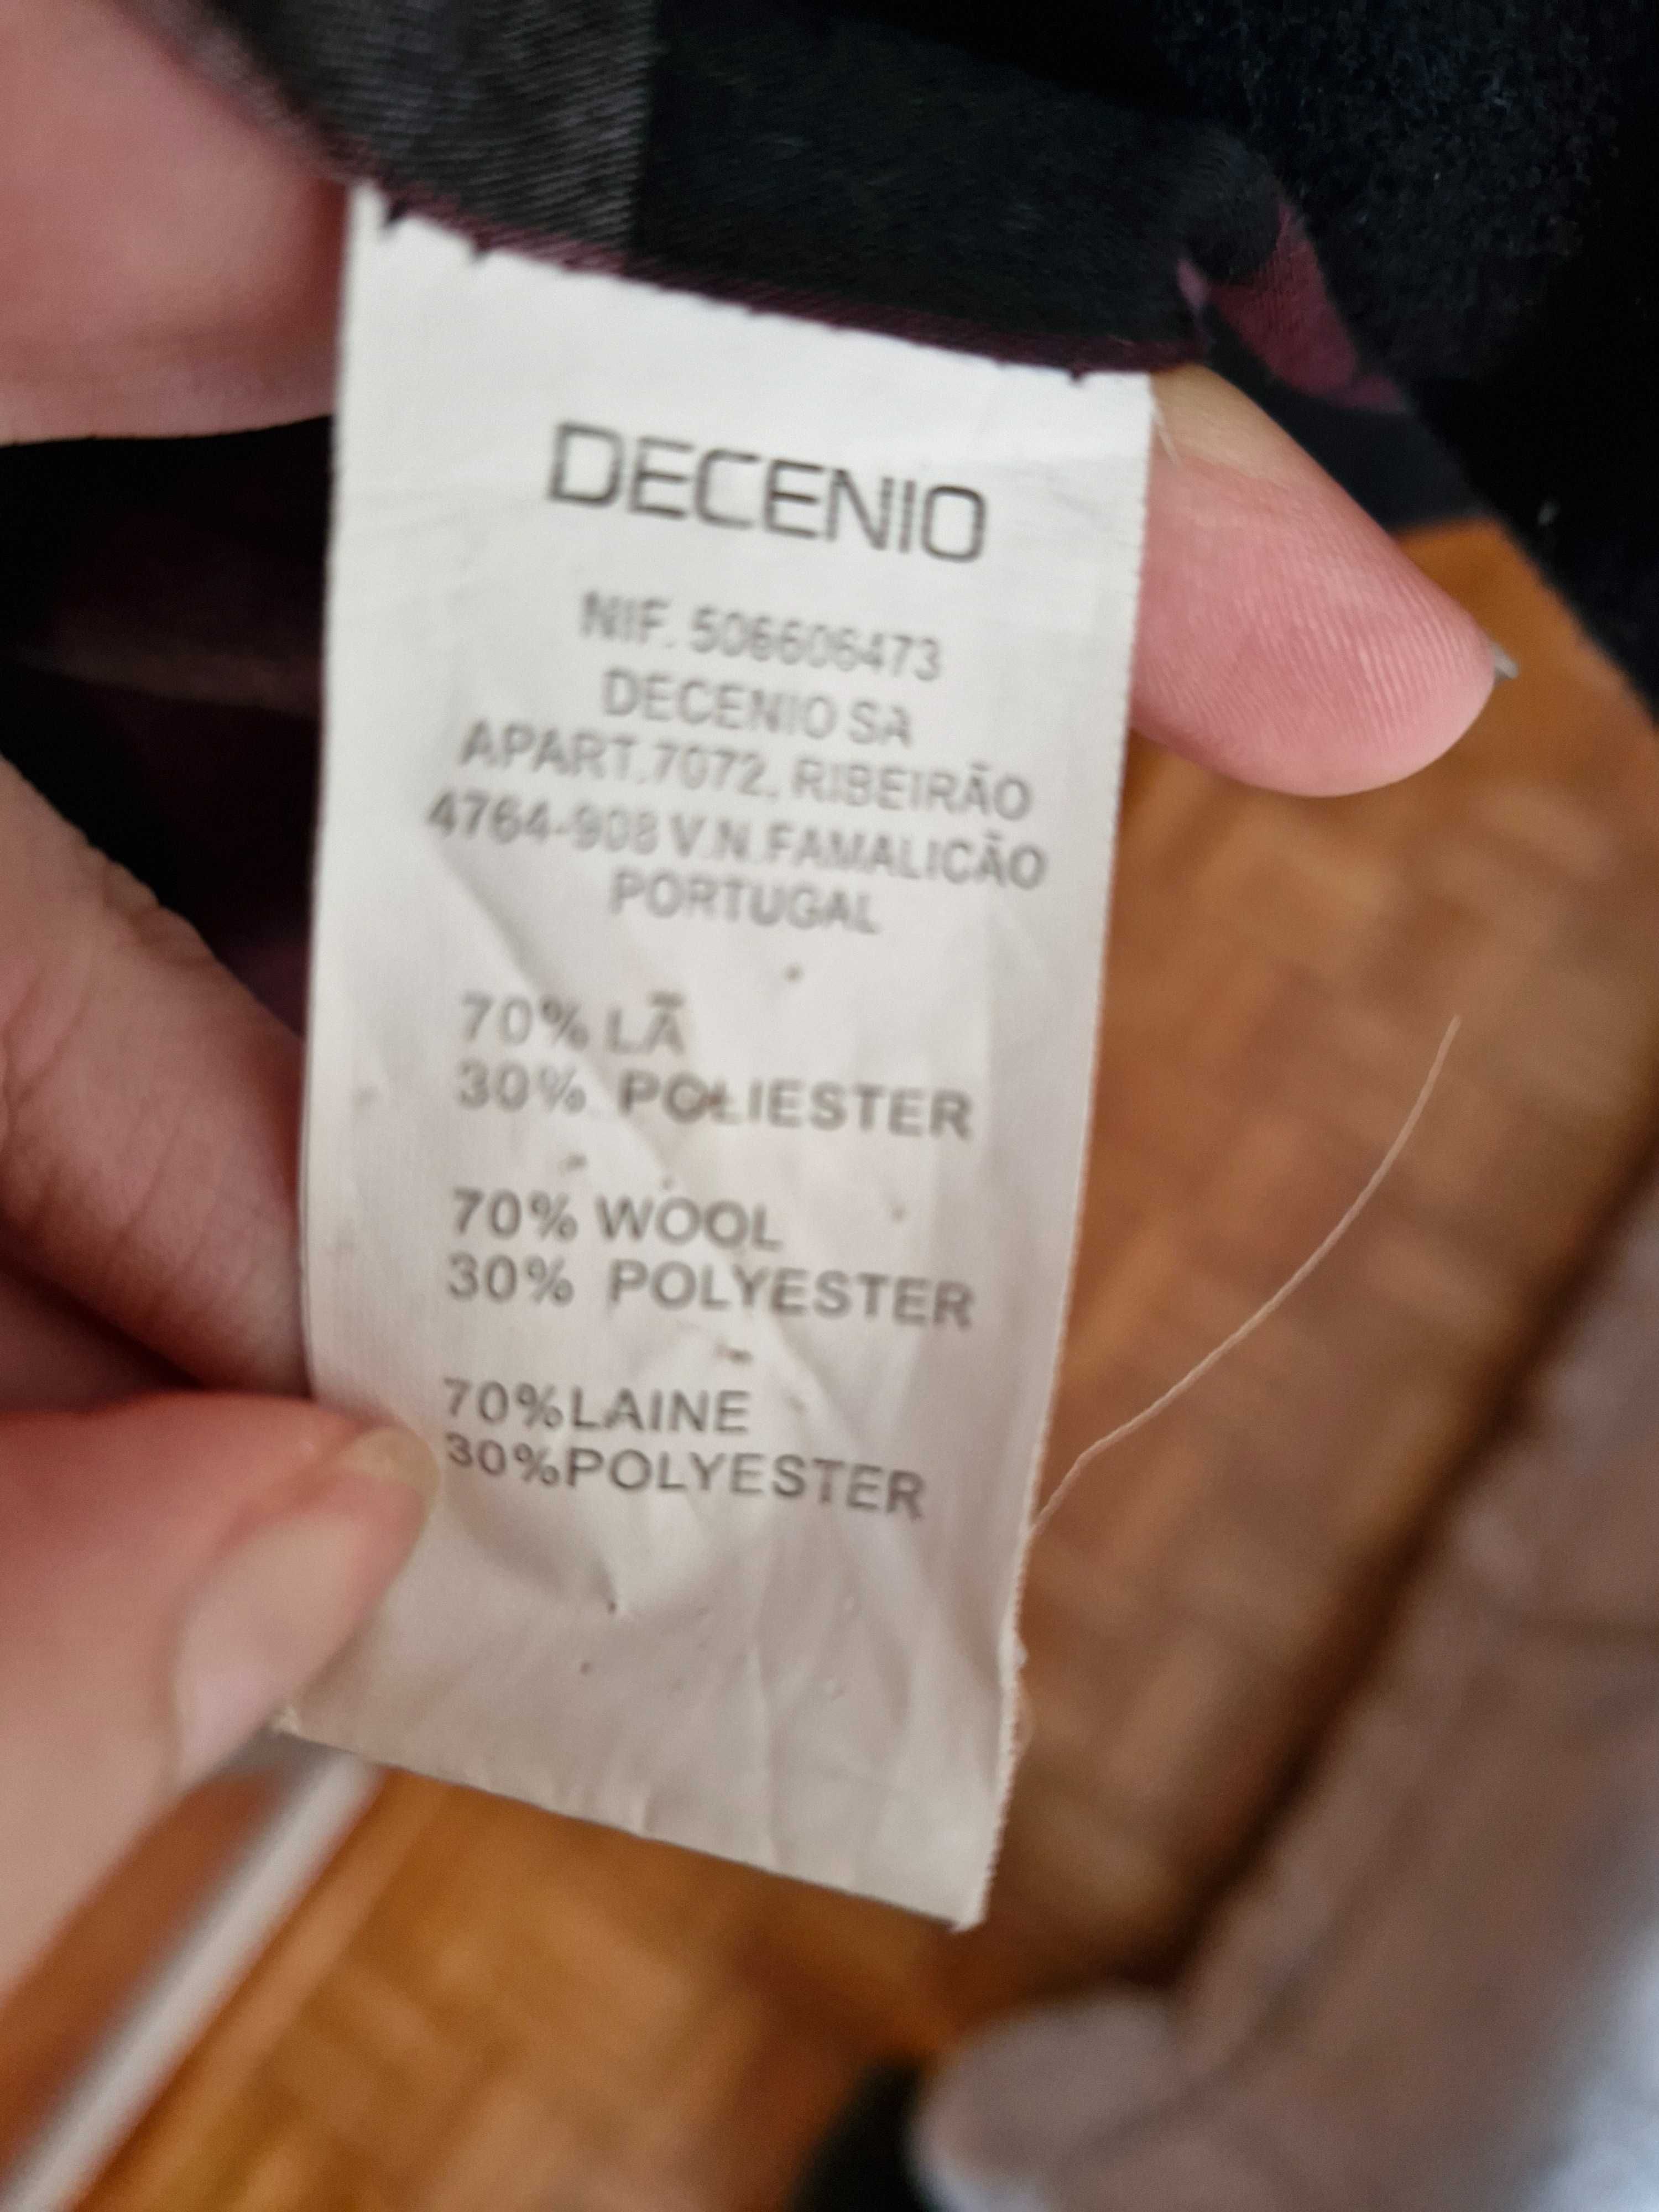 DECENIO
NIF. 506606473
DECENIO SA
APART.7072, RIBEIRÃO
4764-908 V.N.FAMALICÃO
PORTUGAL
70% LÃ
30% POLIESTER
70% WOOL
30% POLYESTER
70%LAINE
30%POLYESTER